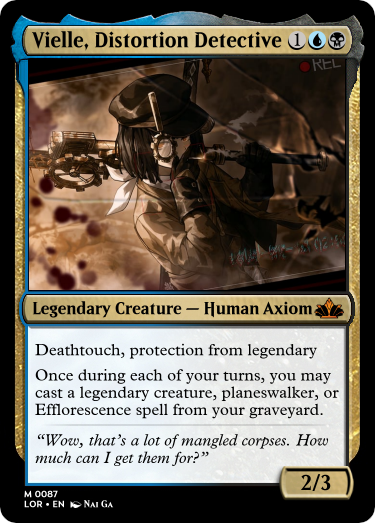 Vielle, Distortion Detective 1
REC
Legendary Creature — Human Axiom
Deathtouch, protection from legendary
Once during each of your turns, you may
cast a legendary creature, planeswalker, or
Efflorescence spell from your graveyard.
“Wow, that’s a lot of mangled corpses. How
much can I get them for?”
2/3
M 0087
LOR • EN Nai Ga